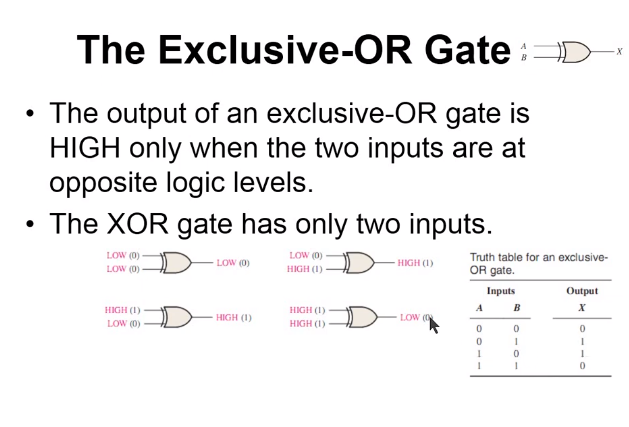 The Exclusive-OR Gate
A
B
X
• The output of an exclusive-OR gate is
HIGH only when the two inputs are at
opposite logic levels.
• The XOR gate has only two inputs.
LOW (0)
LOW (0)
LOW (0)
LOW (0)
HIGH (1)
HIGH (1)
HIGH (1)
LOW (0)
HIGH (1)
HIGH (1)
HIGH (1)
LOW (0)
Truth table for an exclusive-
OR gate.
Inputs Output
A B X
0 0 0
0 1 1
1 0 1
1 1 0